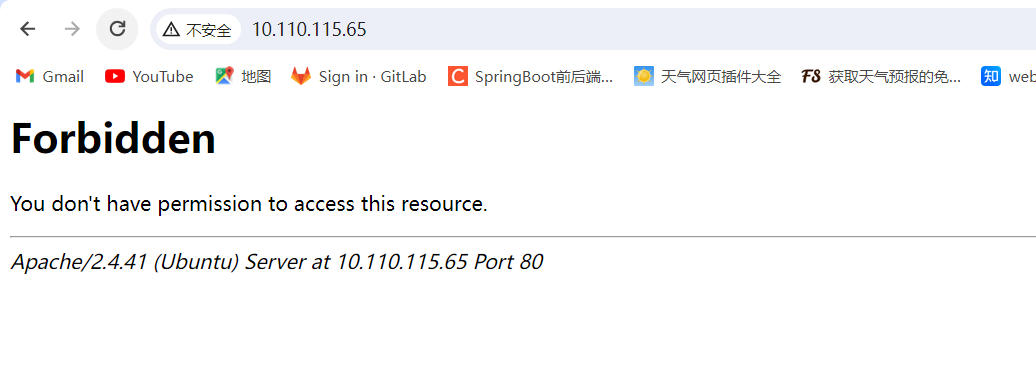 不安全 10.110.115.65
Gmail YouTube 地图 Sign in · GitLab SpringBoot前后端... 天气网页插件大全 FS 获取天气预报的免... 知 web
Forbidden
You don't have permission to access this resource.
Apache/2.4.41 (Ubuntu) Server at 10.110.115.65 Port 80